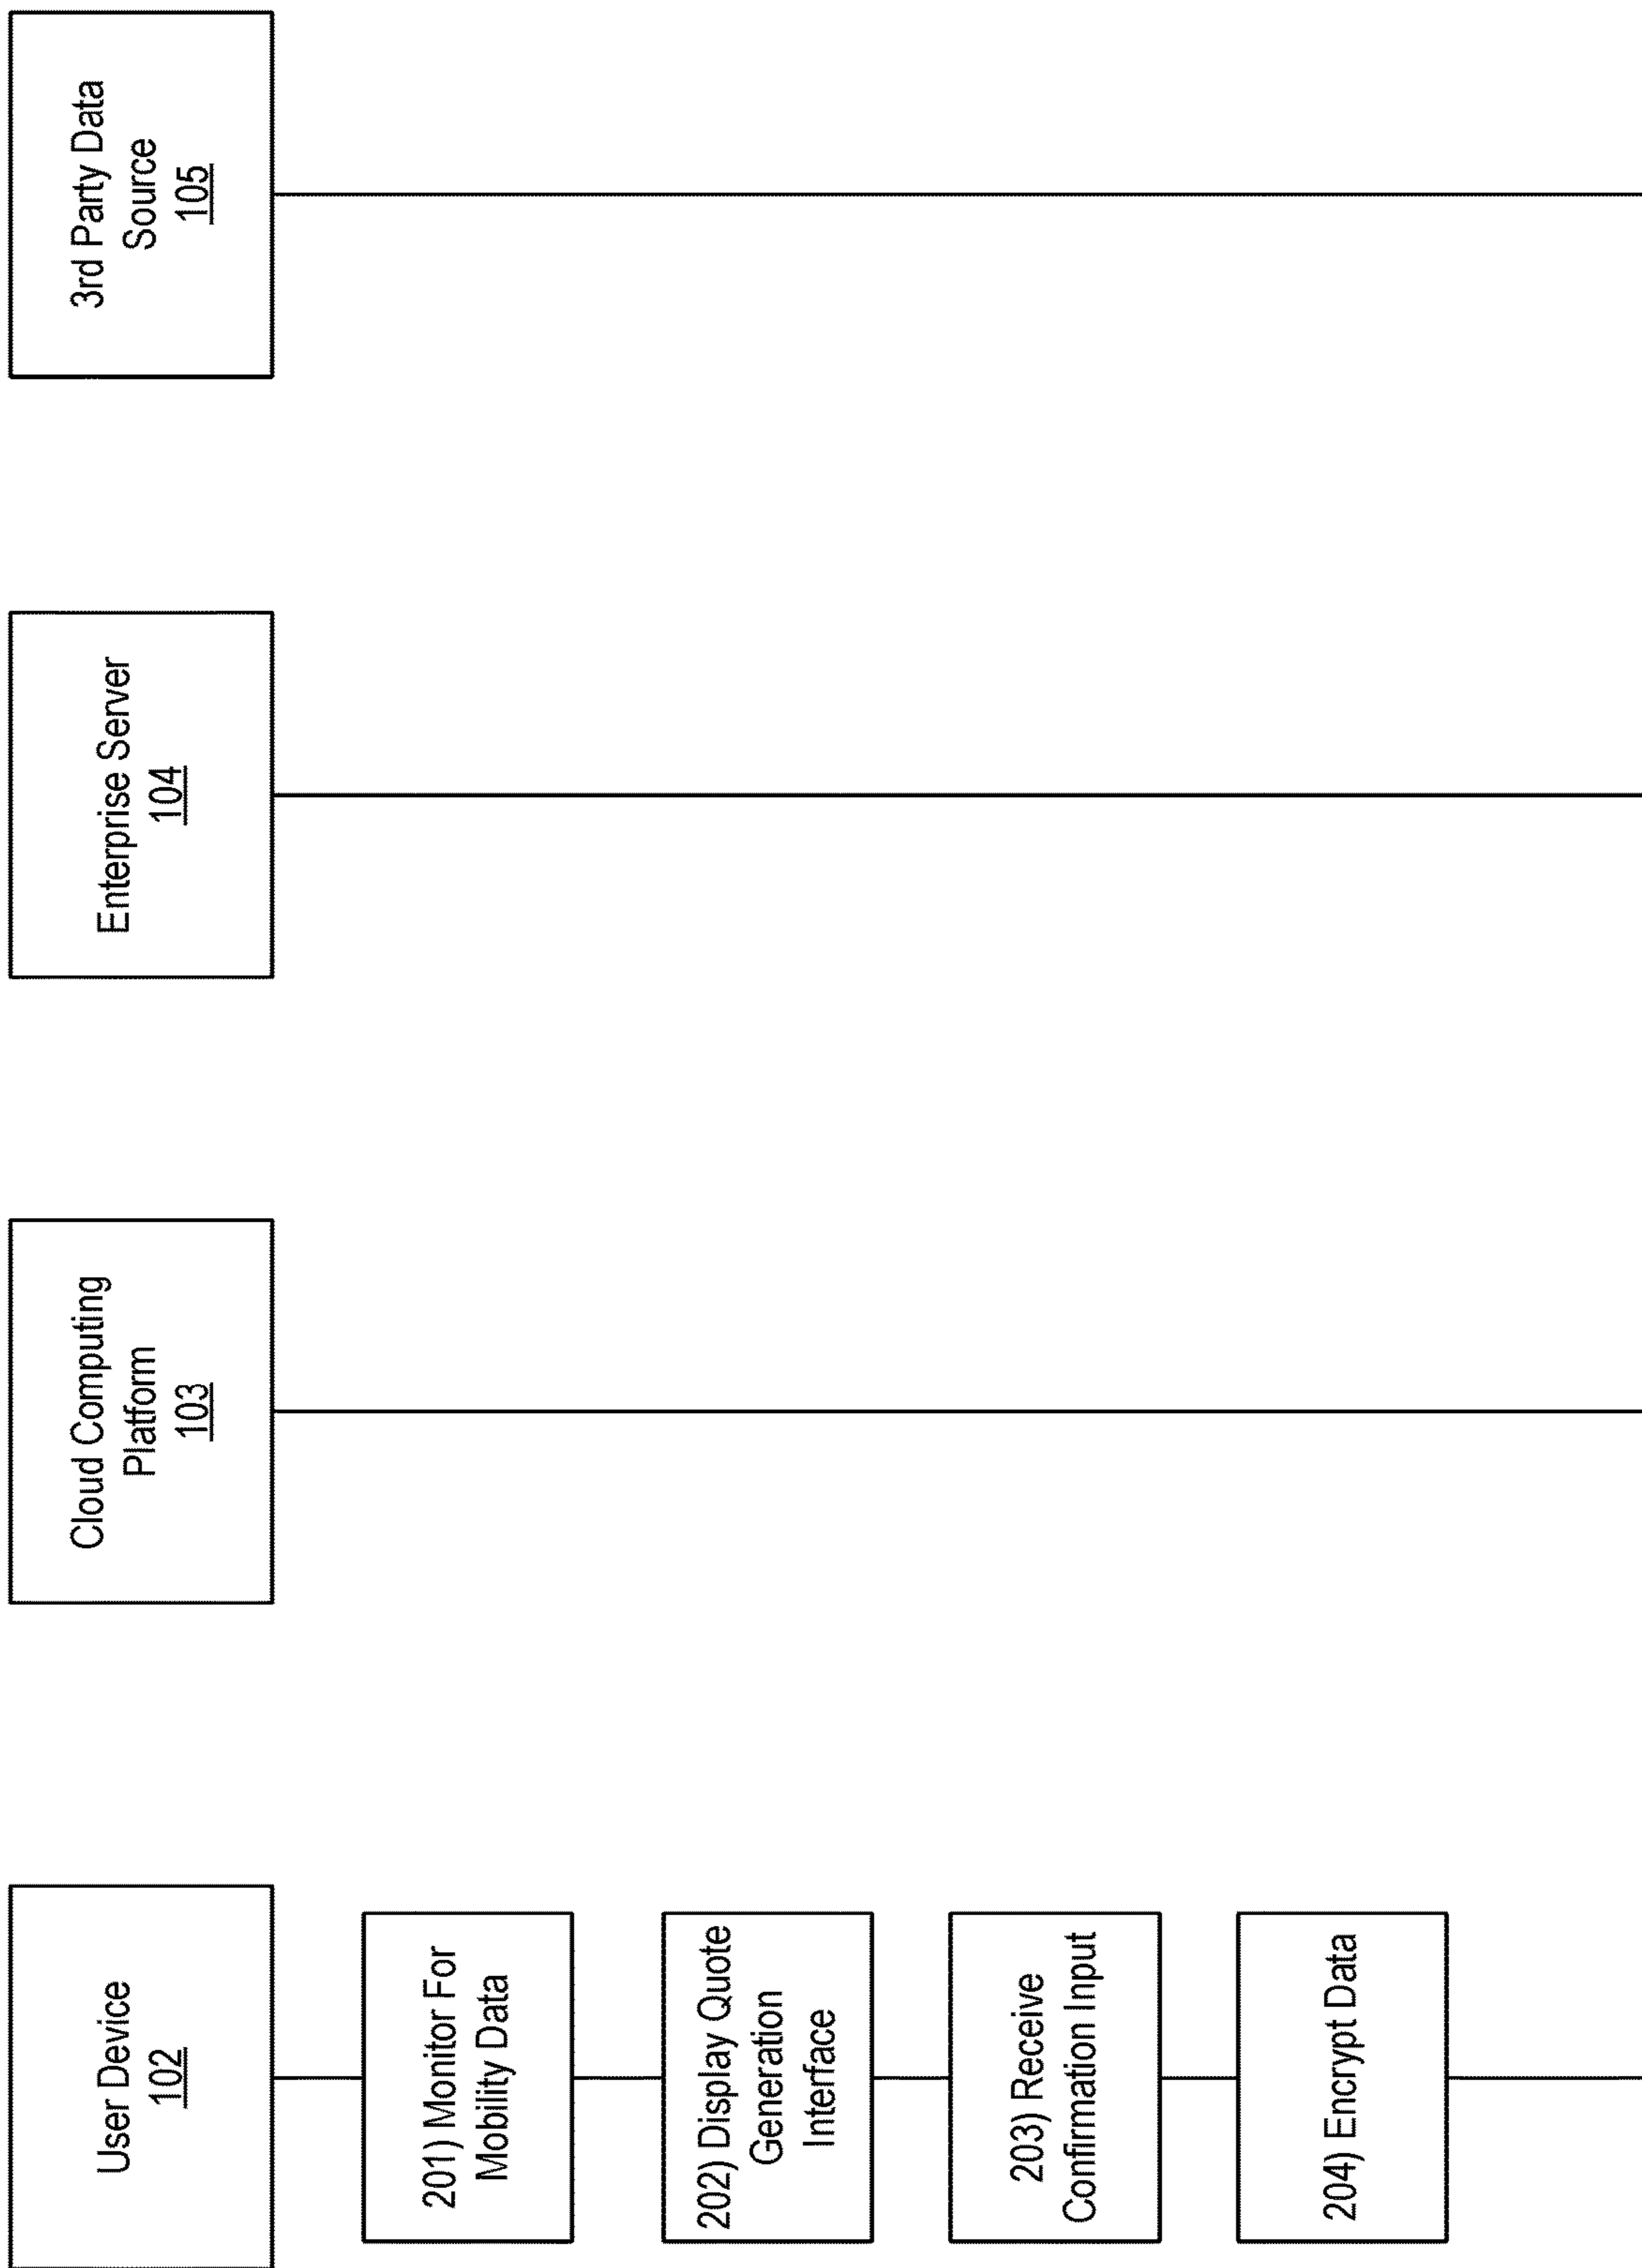 User Device
102
Cloud Computing
Platform
103
Enterprise Server
104
3rd Party Data
Source
105
201) Monitor For
Mobility Data
202) Display Quote
Generation
Interface
203) Receive
Confirmation Input
204) Encrypt Data